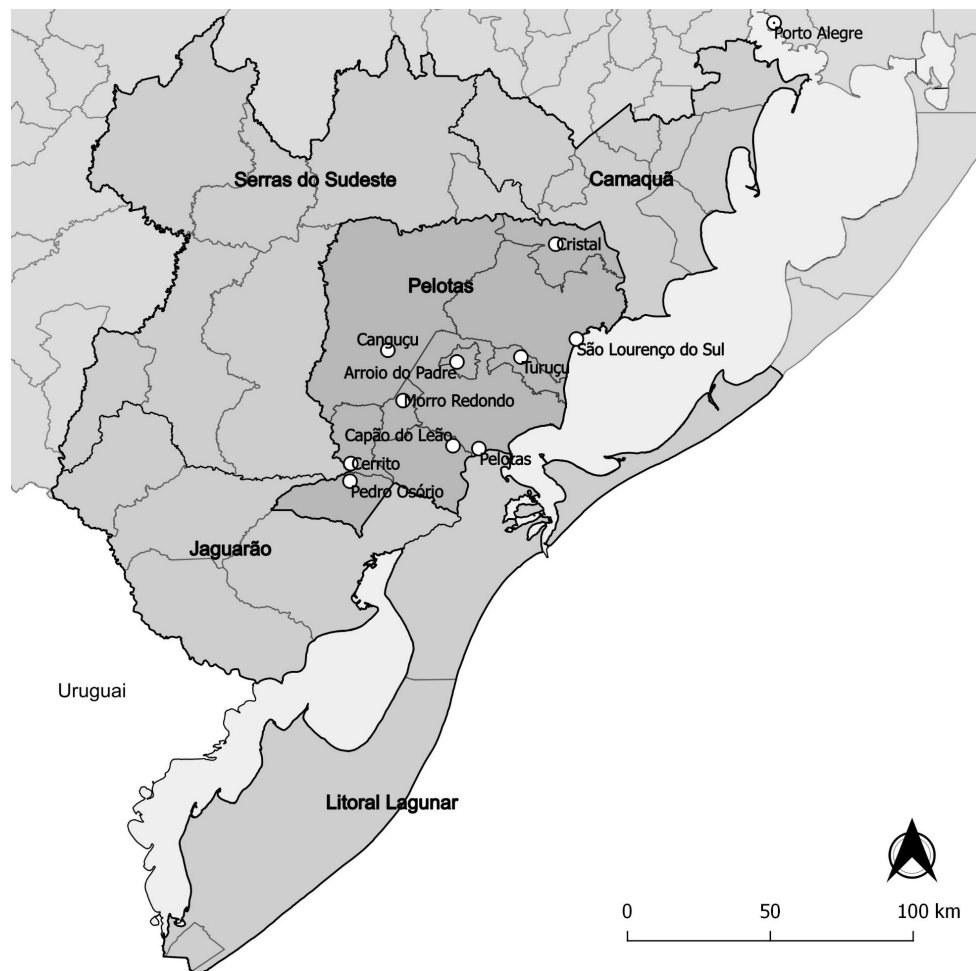 Porto Alegre
Serras do Sudeste
Camaquã
Cristal
Pelotas
Canguçu
São Lourenço do Sul
Arroio do Padre
Turuçu
Morro Redondo
Capão do Leão
Pelotas
Cerrito
Pedro Osório
Jaguarão
Uruguai
Litoral Lagunar
0 50 100 km